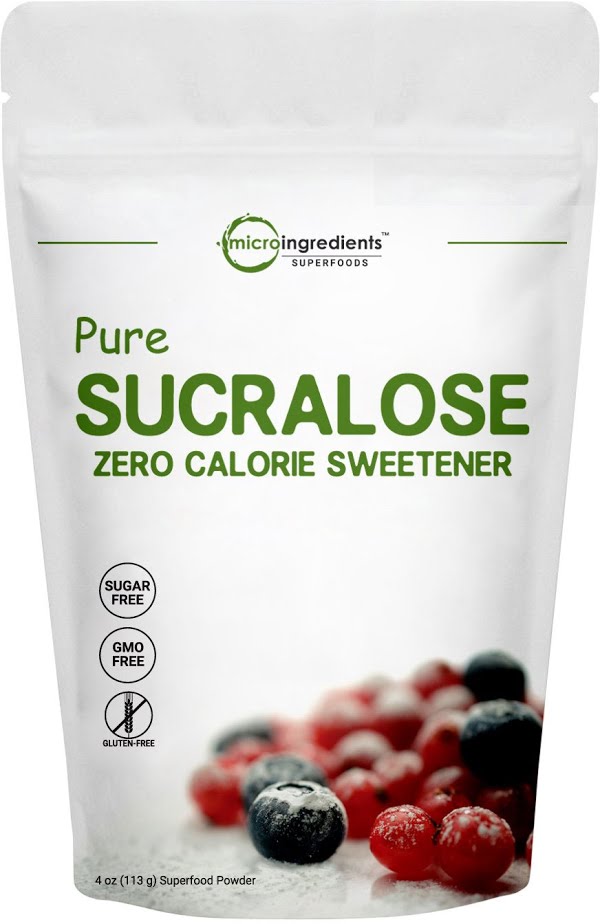 microingredients™
SUPERFOODS
Pure
SUCRALOSE
ZERO CALORIE SWEETENER
SUGAR
FREE
GMO
FREE
GLUTEN-FREE
4 oz (113 g) Superfood Powder